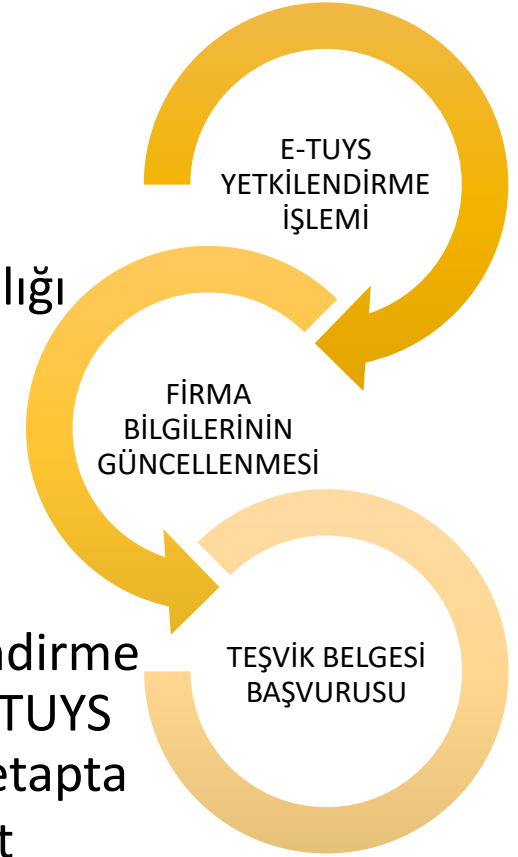 E-TUYS
YETKİLENDİRME
İŞLEMİ
lığı
FİRMA
BİLGİLERİNİN
GÜNCELLENMESİ
ndirme
TUYS
etapta
t
TEŞVİK BELGESİ
BAŞVURUSU